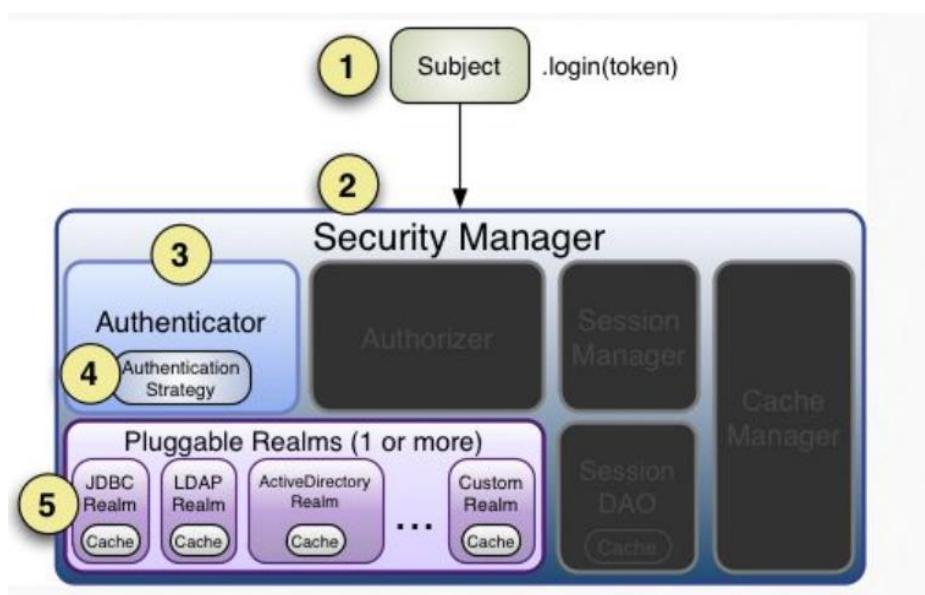 1
Subject
.login(token)
2
Security Manager
3
Authenticator
4
Authentication
Strategy
Authorizer
Session
Manager
Cache
Manager
Pluggable Realms (1 or more)
5
JDBC
Realm
Cache
LDAP
Realm
Cache
ActiveDirectory
Realm
Cache
...
Custom
Realm
Cache
Session
DAO
Cache